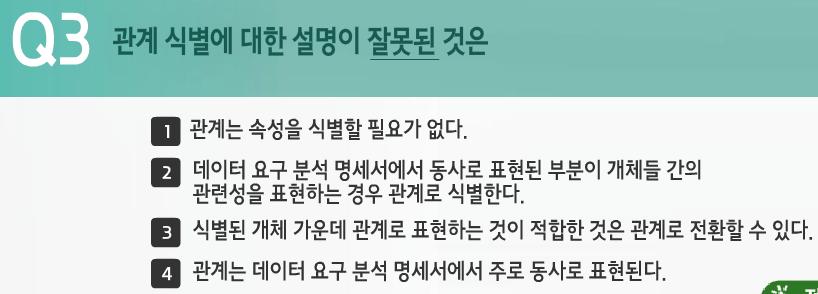 Q3 관계 식별에 대한 설명이 잘못된 것은
1 관계는 속성을 식별할 필요가 없다.
2 데이터 요구 분석 명세서에서 동사로 표현된 부분이 개체들 간의
관련성을 표현하는 경우 관계로 식별한다.
3 식별된 개체 가운데 관계로 표현하는 것이 적합한 것은 관계로 전환할 수 있다.
4 관계는 데이터 요구 분석 명세서에서 주로 동사로 표현된다.